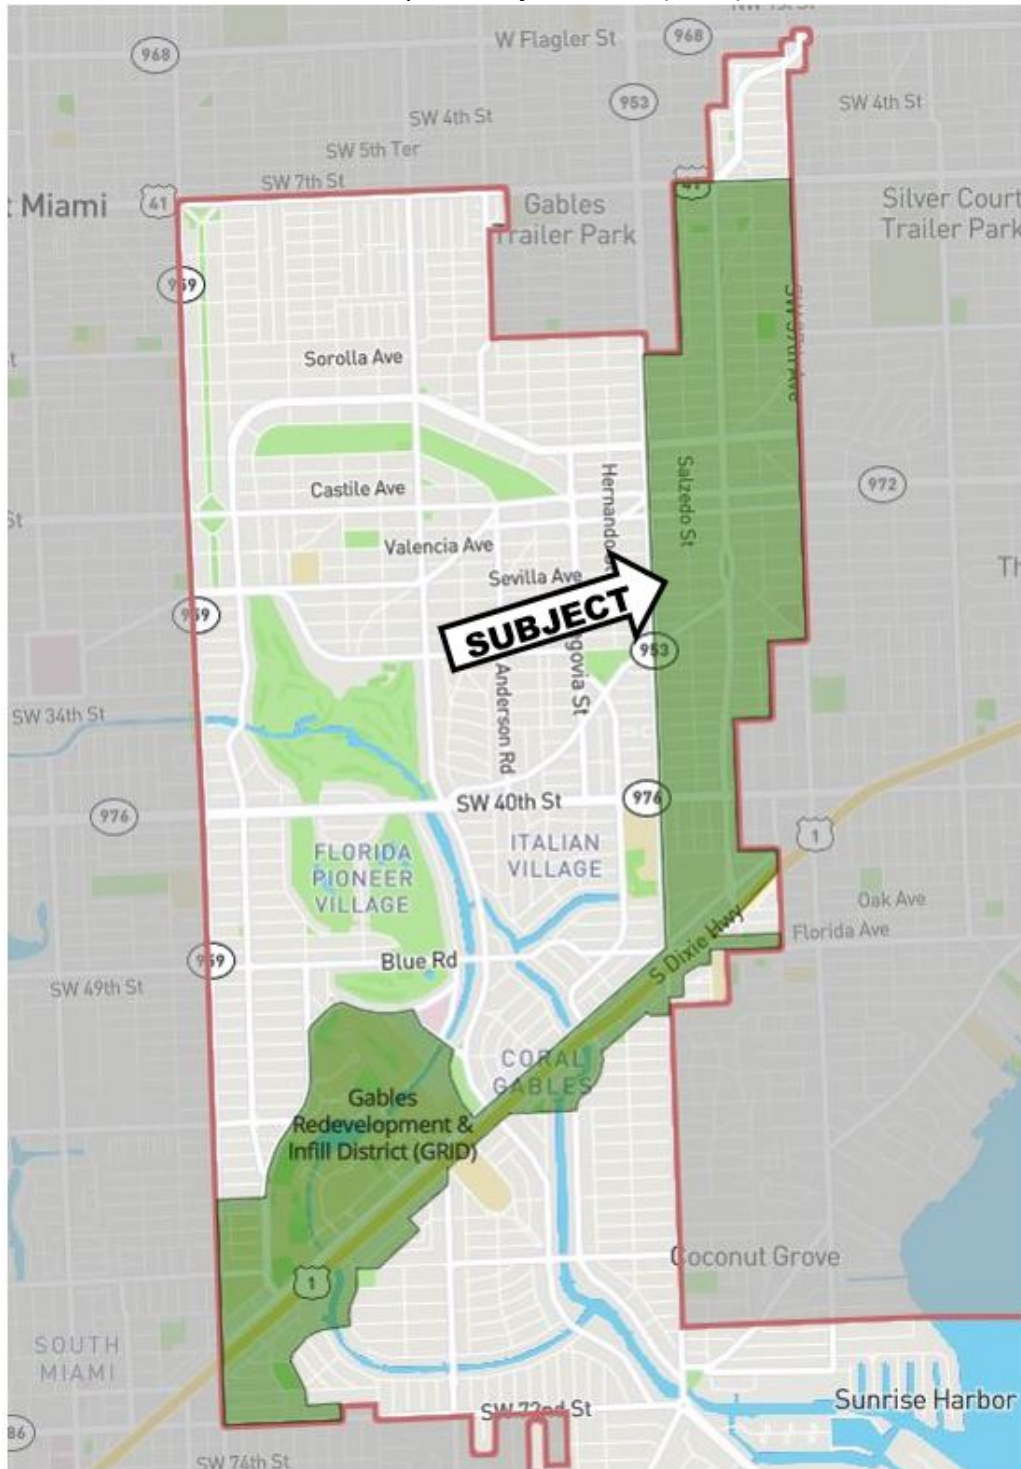 W Flagler St
968
968
953
SW 4th St
SW 4th St
SW 5th Ter
SW 7th St
Miami
41
Gables
Trailer Park
41
Silver Court
Trailer Park
959
Sorolla Ave
Castile Ave
Hernando
Salzedo St
972
Valencia Ave
Sevilla Ave
SUBJECT
959
953
Anderson Rd
SW 34th St
SW 40th St
976
976
1
FLORIDA
PIONEER
VILLAGE
ITALIAN
VILLAGE
Oak Ave
Florida Ave
S Dixie Hwy
959
Blue Rd
SW 49th St
CORAL
GABLES
Gables
Redevelopment &
Infill District (GRID)
Coconut Grove
1
SOUTH
MIAMI
Sunrise Harbor
SW 72nd St
86
SW 74th St